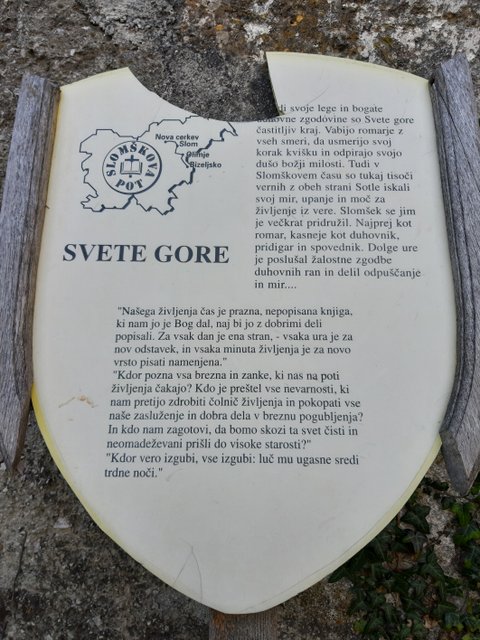 Nova cerkev
Slom
Olimje
Bizeljsko
SLOMŠKOVA
POT
SVETE GORE
svoje lege in bogate
zgodovine so Svete gore
častitljiv kraj. Vabijo romarje z
vseh smeri, da usmerijo svoj
korak kvišku in odpirajo svojo
dušo božji milosti. Tudi v
Slomškovem času so tukaj tisoči
vernih z obeh strani Sotle iskali
svoj mir, upanje in moč za
življenje iz vere. Slomšek se jim
je večkrat pridružil. Najprej kot
romar, kasneje kot duhovnik,
pridigar in spovednik. Dolge ure
je poslušal žalostne zgodbe
duhovnih ran in delil odpuščanje
in mir....
"Našega življenja čas je prazna, nepopisana knjiga,
ki nam jo je Bog dal, naj bi jo z dobrimi deli
popisali. Za vsak dan je ena stran, - vsaka ura je za
nov odstavek, in vsaka minuta življenja je za novo
vrsto pisati namenjena."
"Kdor pozna vsa brezna in zanke, ki nas na poti
življenja čakajo? Kdo je preštel vse nevarnosti, ki
nam pretijo zdrobiti čolnič življenja in pokopati vse
naše zasluženje in dobra dela v breznu pogubljenja?
In kdo nam zagotovi, da bomo skozi ta svet čisti in
neomadeževani prišli do visoke starosti?"
"Kdor vero izgubi, vse izgubi: luč mu ugasne sredi
trdne noči."